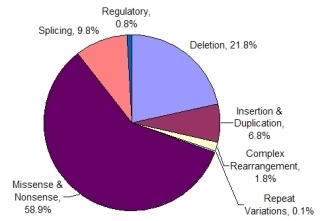 Regulatory,
0.8%
Splicing, 9.8%
Deletion, 21.8%
Insertion &
Duplication,
6.8%
Complex
Rearrangement,
1.8%
Repeat
Variations, 0.1%
Missense &
Nonsense,
58.9%